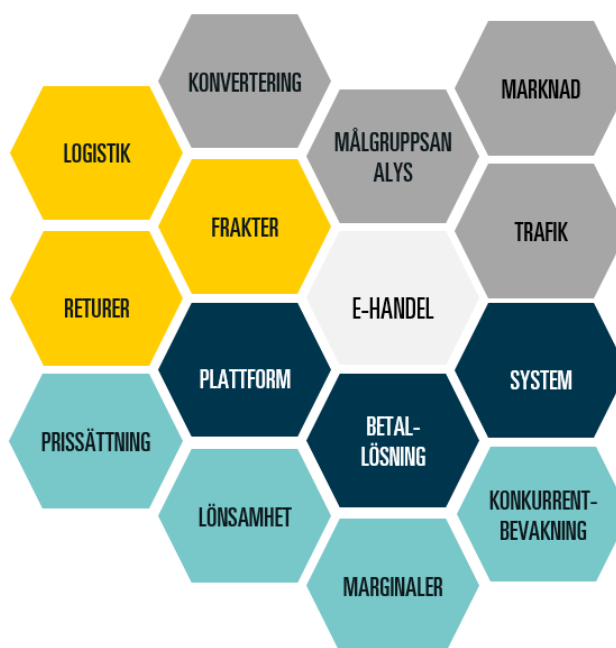 KONVERTERING
MARKNAD
LOGISTIK
MÅLGRUPPSAN
ALYS
FRAKTER
TRAFIK
RETURER
E-HANDEL
PLATTFORM
SYSTEM
PRISSÄTTNING
BETAL-
LÖSNING
LÖNSAMHET
KONKURRENT-
BEVAKNING
MARGINALER